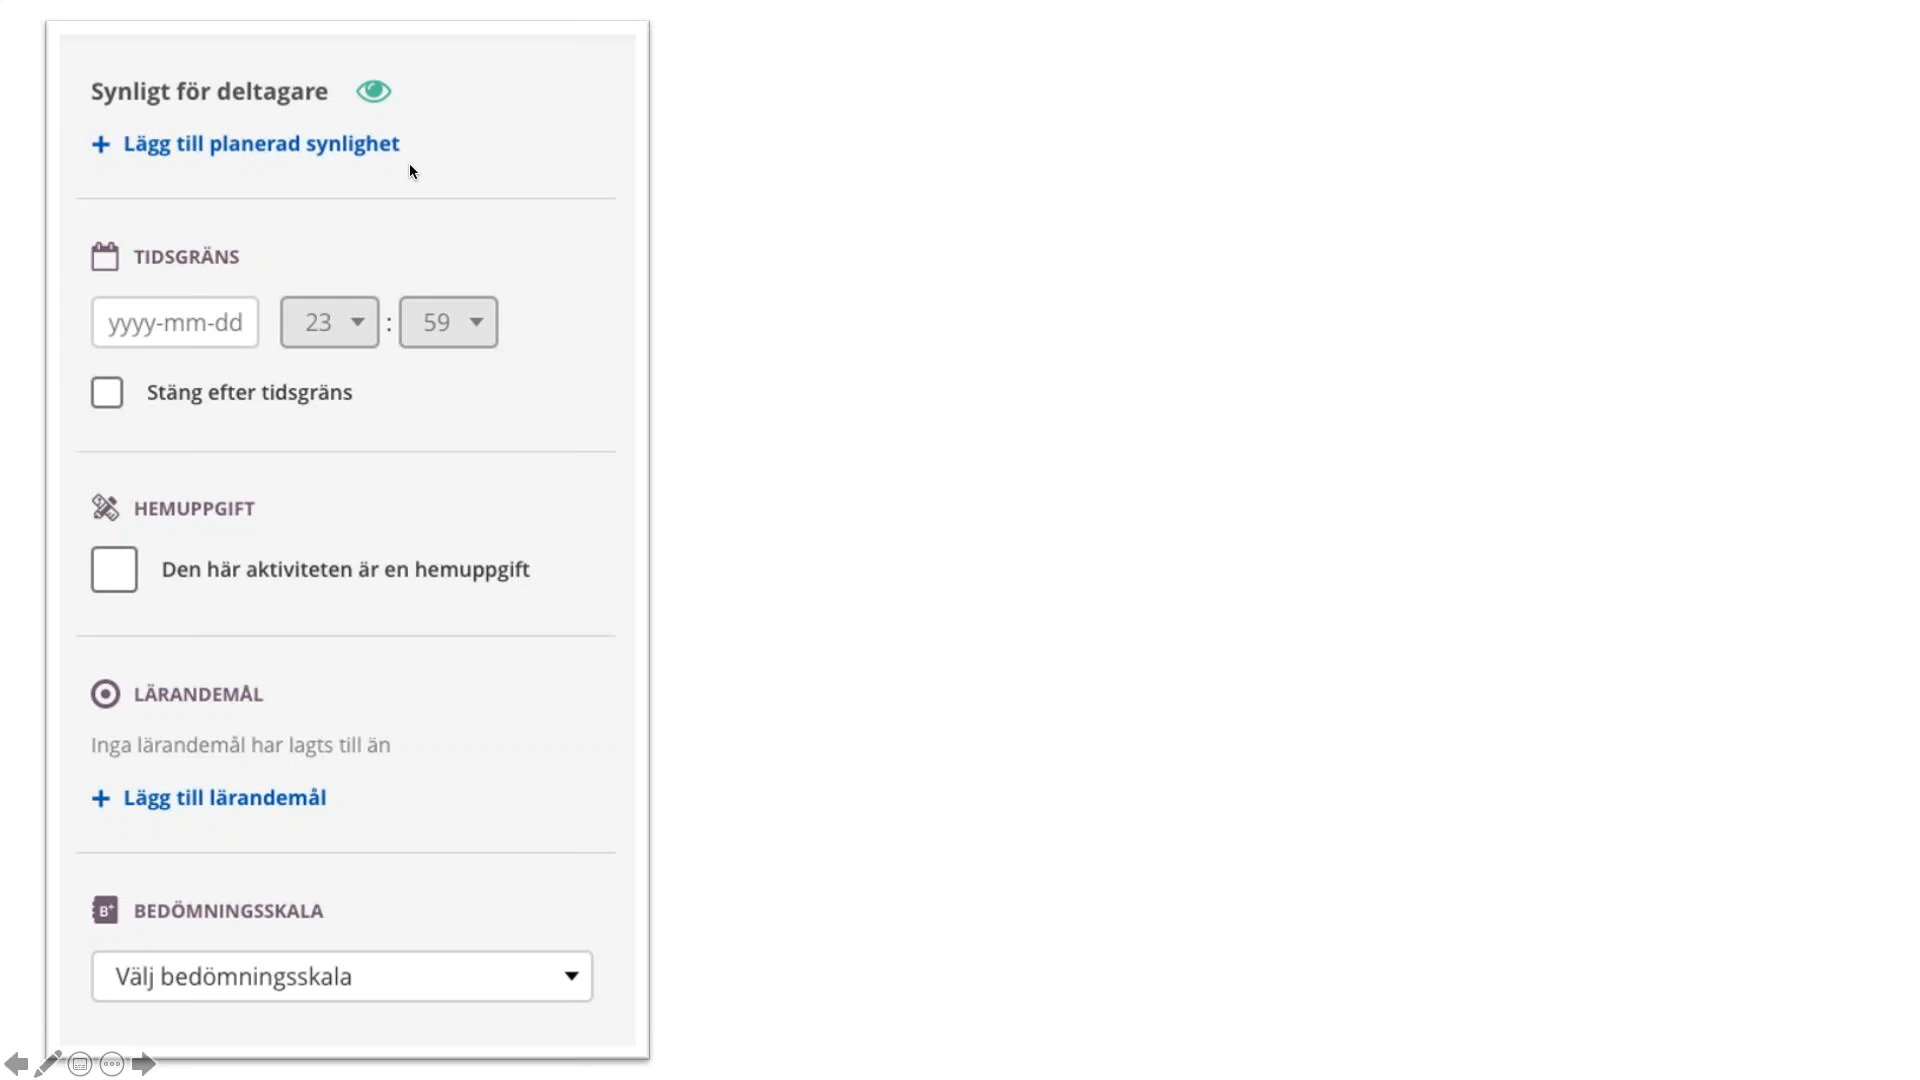 Synligt för deltagare
+ Lägg till planerad synlighet
TIDSGRÄNS
yyyy-mm-dd 23 : 59
Stäng efter tidsgräns
HEMUPPGIFT
Den här aktiviteten är en hemuppgift
LÄRANDEMÅL
Inga lärandemål har lagts till än
+ Lägg till lärandemål
B+ BEDÖMNINGSSKALA
Välj bedömningsskala